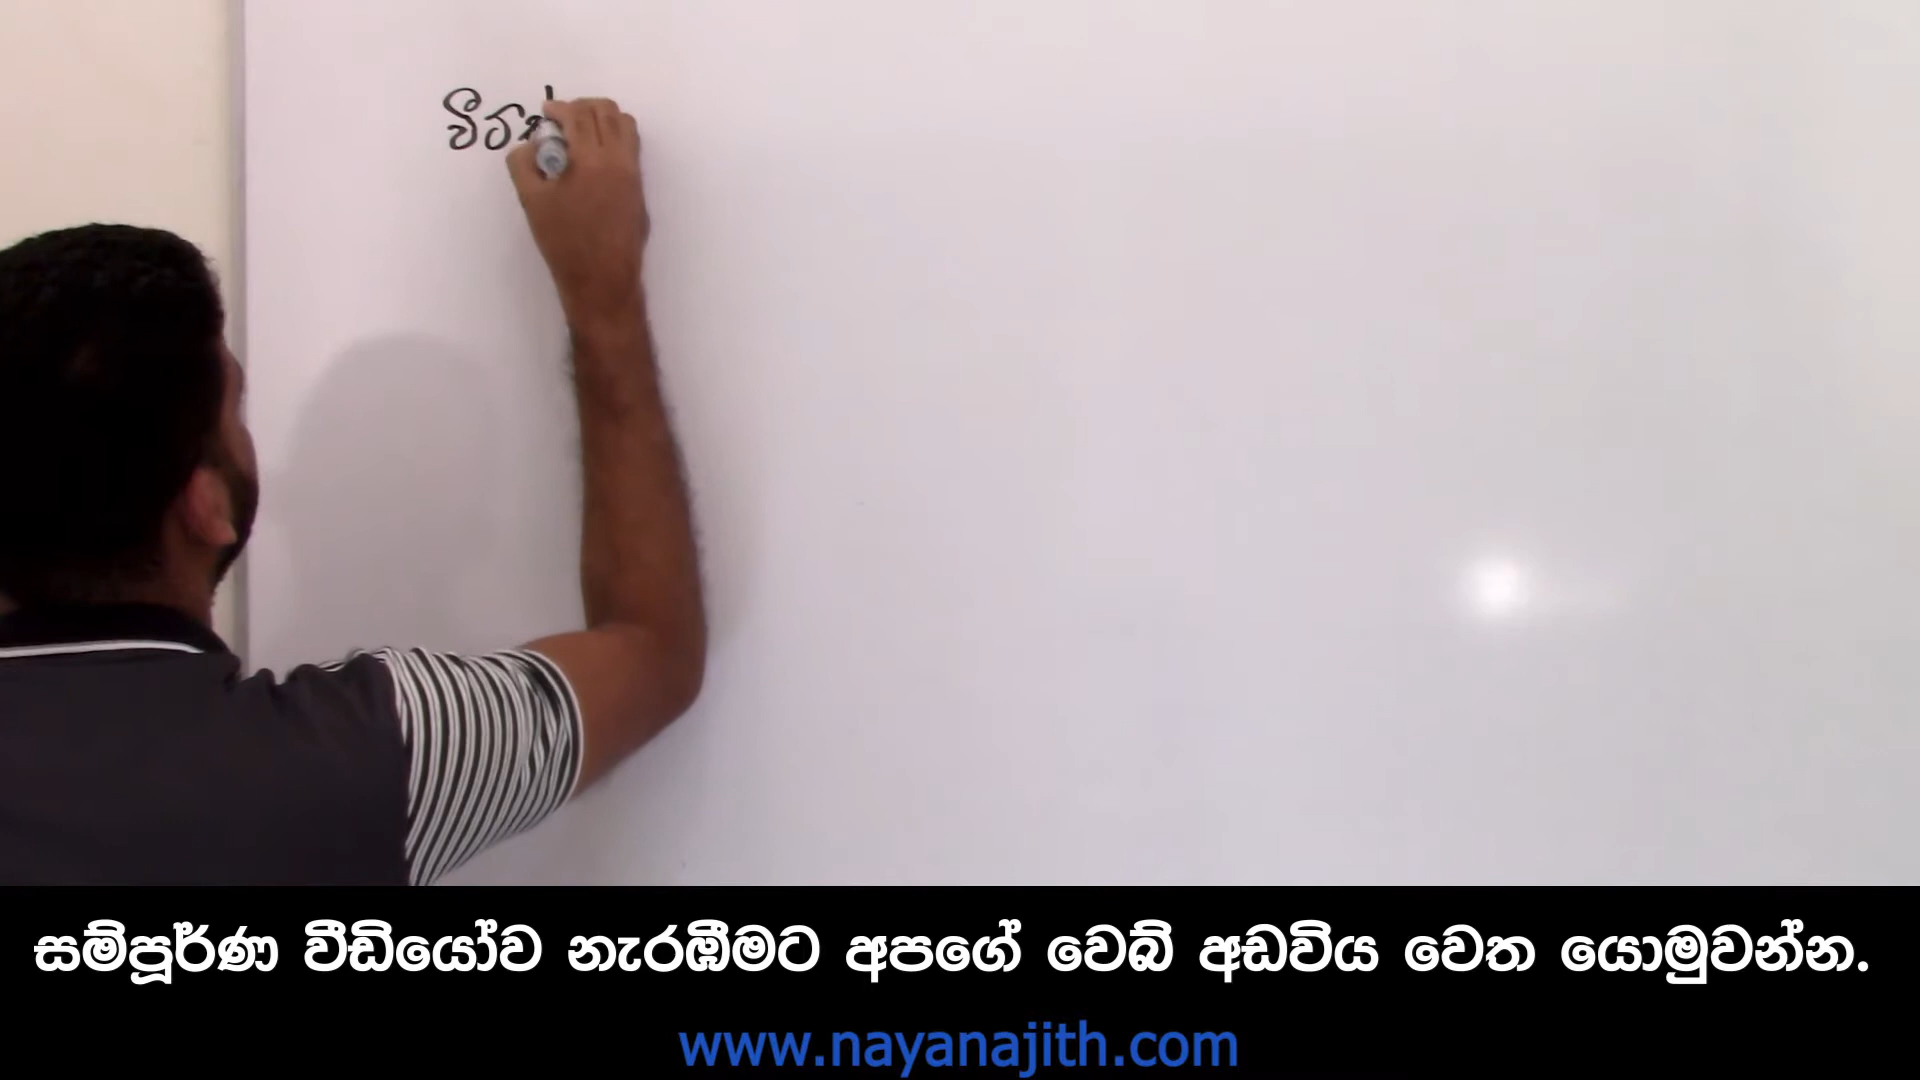 සම්පූර්ණ වීඩියෝව නැරඹීමට අපගේ වෙබ් අඩවිය වෙත යොමුවන්න.
www.nayanajith.com